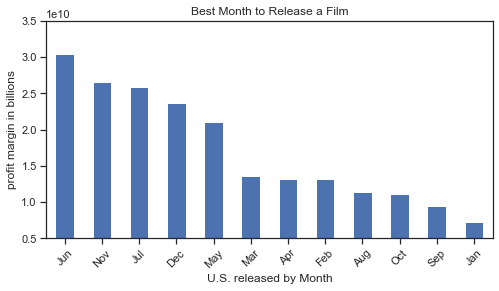 Best Month to Release a Film
1e10
3.5
3.0
2.5
2.0
1.5
1.0
0.5
profit margin in billions
Jun Nov Jul Dec May Mar Apr Feb Aug Oct Sep Jan
U.S. released by Month